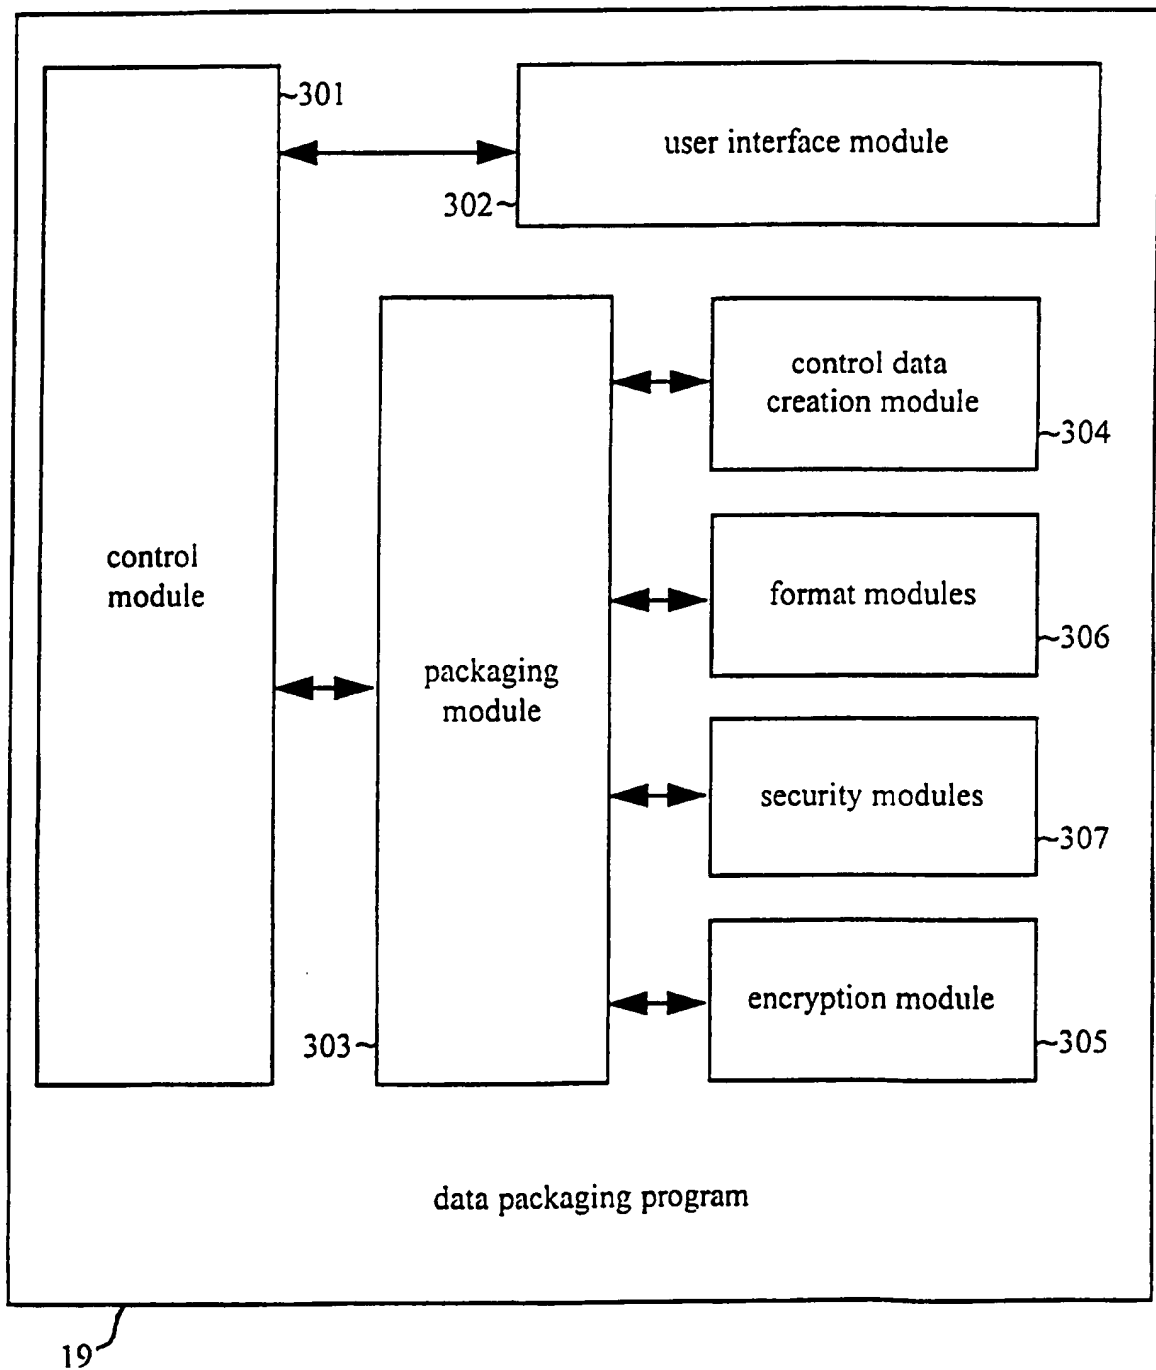 301
user interface module
302
control data
creation module
304
control
module
format modules
306
packaging
module
security modules
307
encryption module
303
305
data packaging program
19